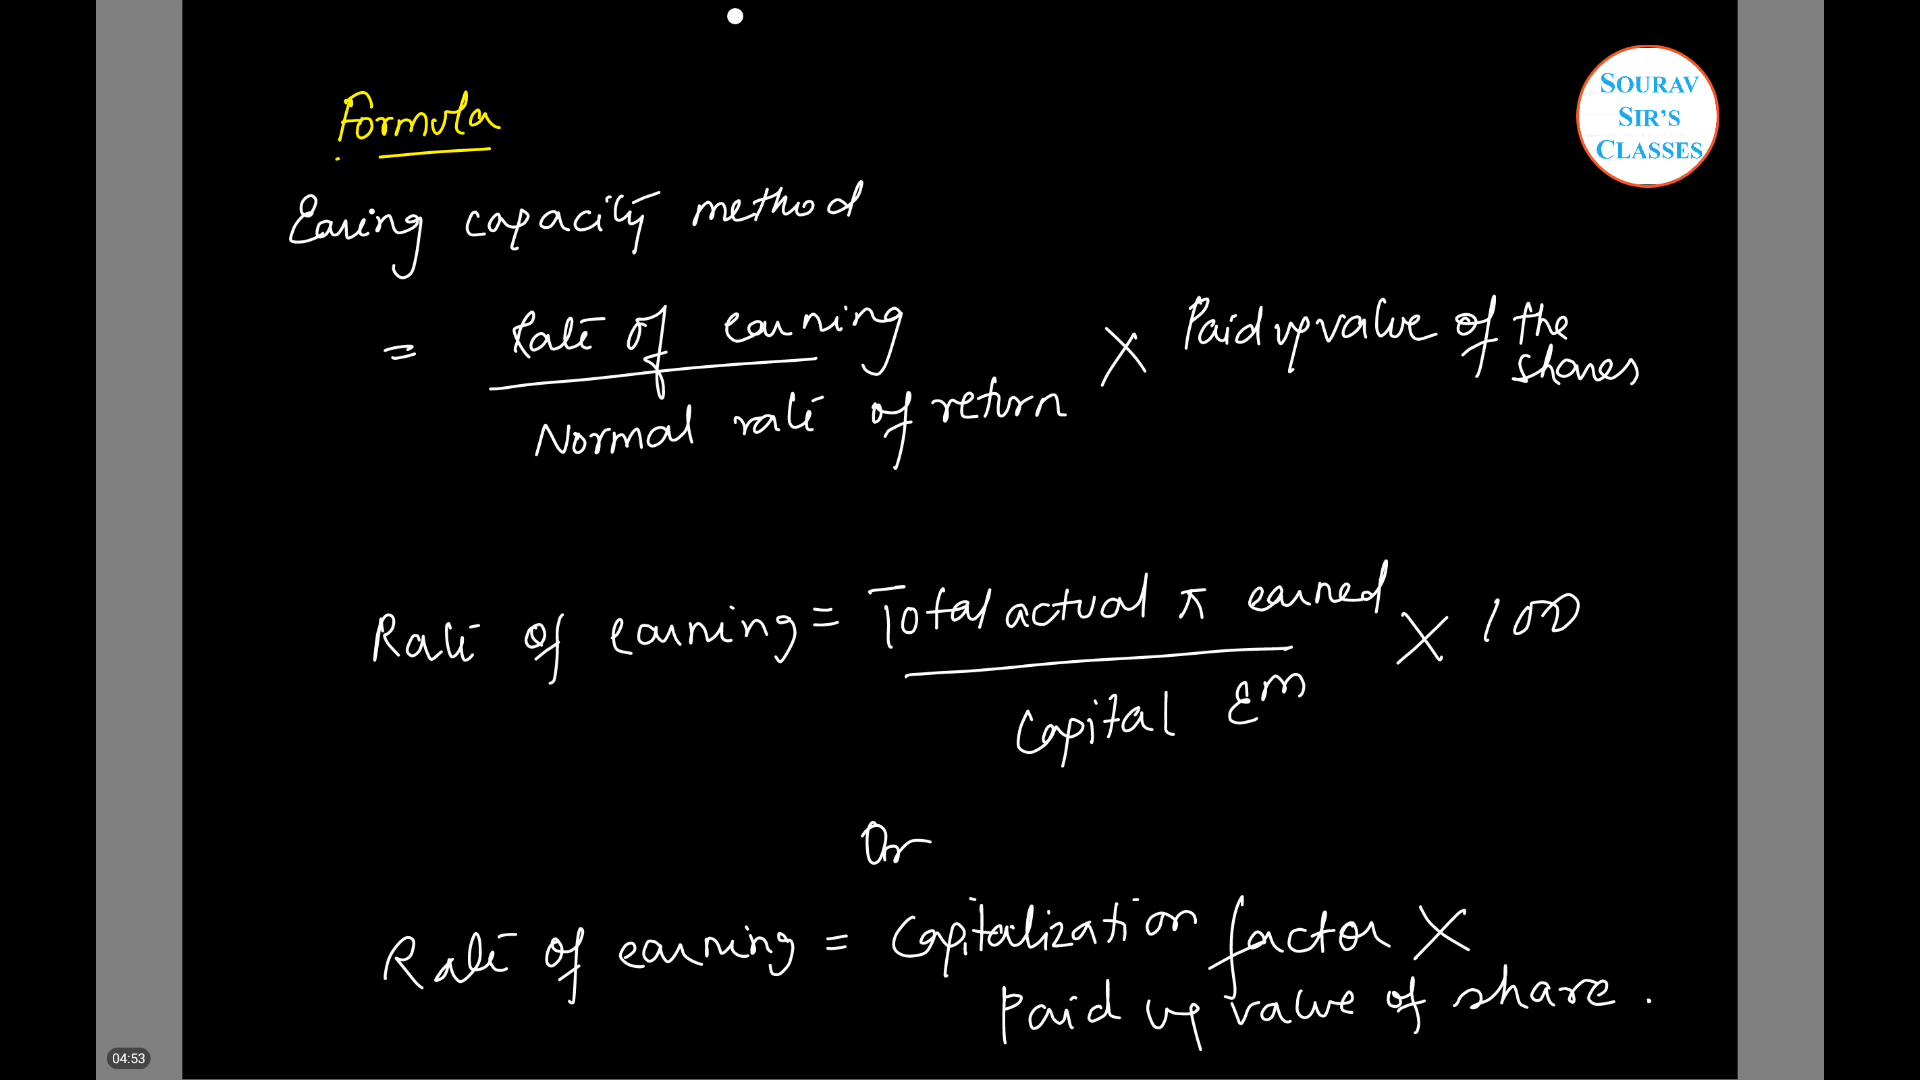 SOURAV
SIR'S
CLASSES
Formula
Earing capacity method
= Rate of earning / Normal rate of return × Paid up value of the shares
Rate of earning = Total actual π earned / Capital Em × 100
Or
Rate of earning = Capitalization factor ×
Paid up value of share.
04:53